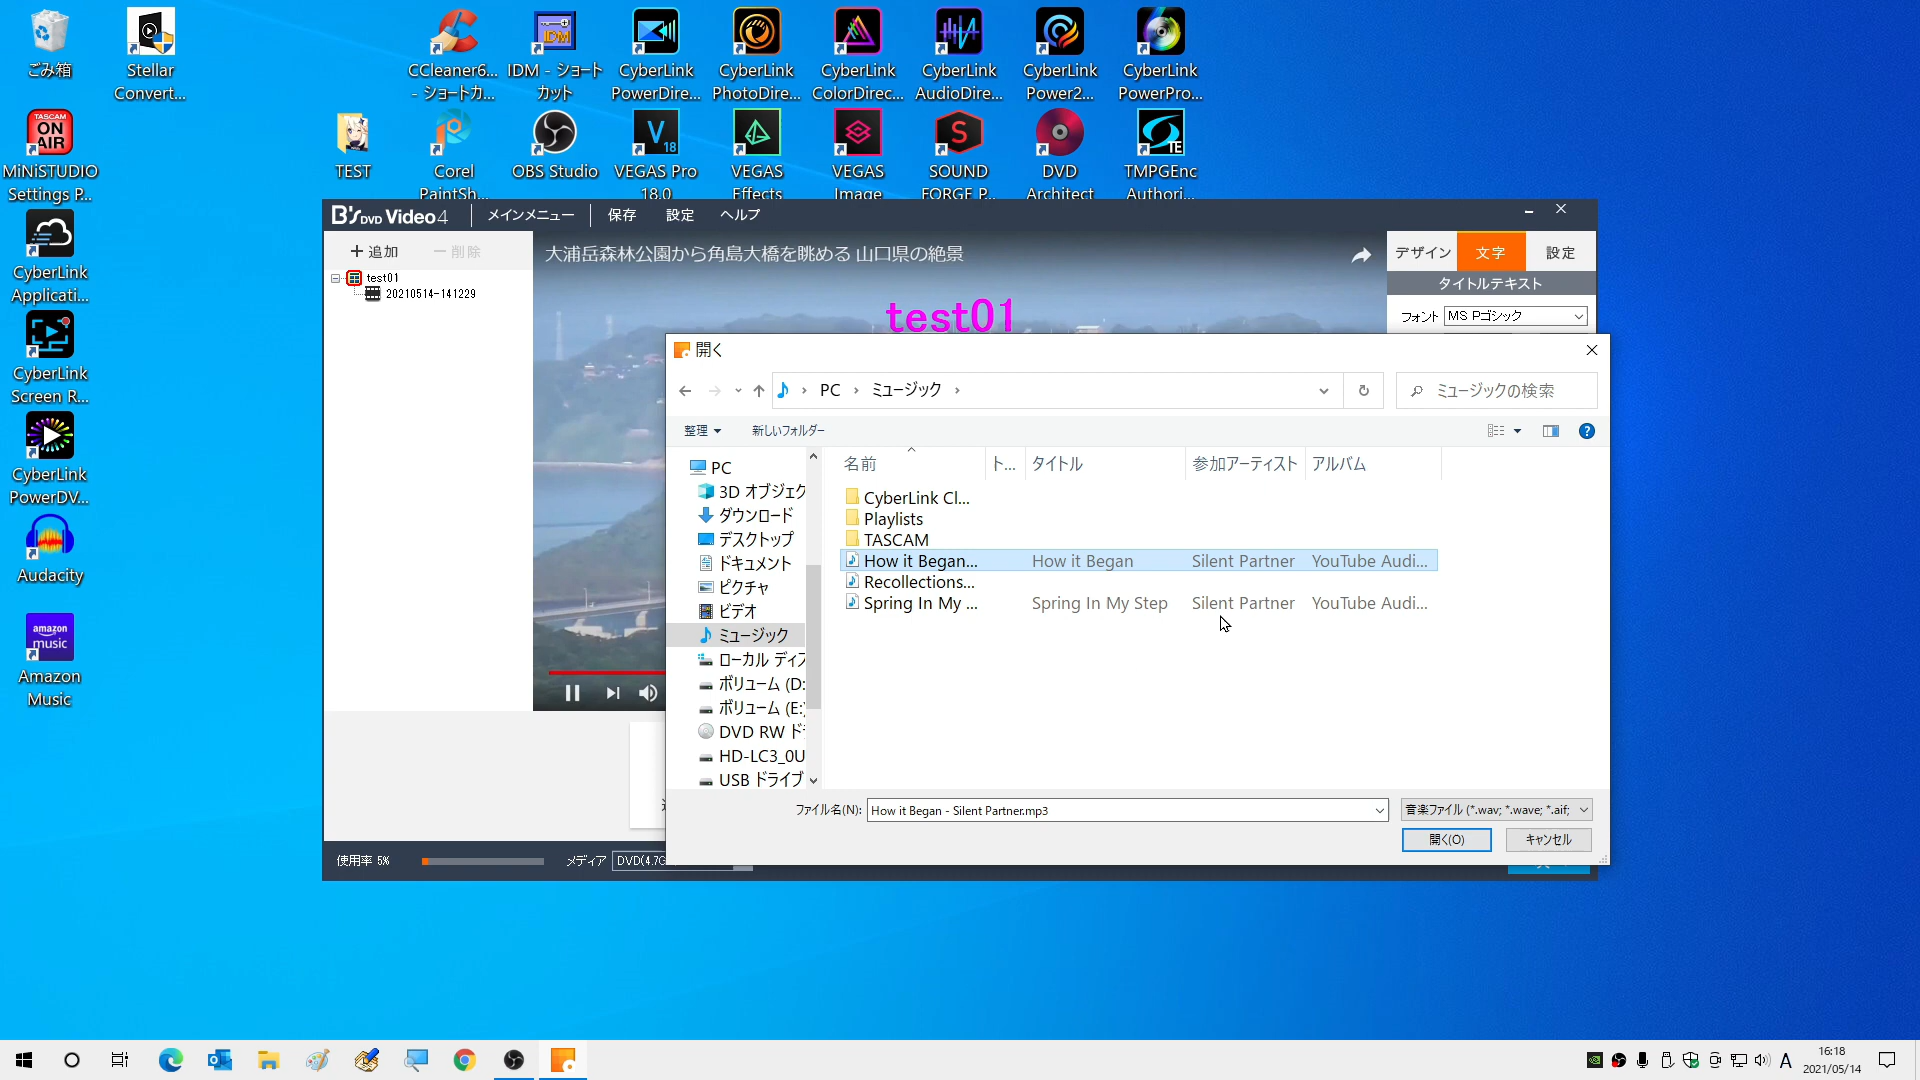 ごみ箱
Stellar
Convert...
CCleaner6...
- ショートカ...
IDM - ショート
カット
CyberLink
PowerDire...
CyberLink
PhotoDire...
CyberLink
ColorDirec...
CyberLink
AudioDire...
CyberLink
Power2...
CyberLink
PowerPro...
TASCAM
ON
AIR
MiNiSTUDIO
Settings P...
TEST
Corel
PaintSh...
OBS Studio
VEGAS Pro
18.0
VEGAS
Effects
VEGAS
Image
SOUND
FORGE P...
DVD
Architect
TMPGEnc
Authori...
CyberLink
Applicati...
CyberLink
Screen R...
CyberLink
PowerDV...
Audacity
amazon
music
Amazon
Music
B's DVD Video4
メインメニュー
保存
設定
ヘルプ
追加
削除
test01
20210514-141229
大浦岳森林公園から角島大橋を眺める 山口県の絶景
test01
デザイン
文字
設定
タイトルテキスト
フォント
MS Pゴシック
開く
PC
ミュージック
ミュージックの検索
整理
新しいフォルダー
PC
3D オブジェク
ダウンロード
デスクトップ
ドキュメント
ピクチャ
ビデオ
ミュージック
ローカル ディス
ボリューム (D:
ボリューム (E:)
DVD RW ド
HD-LC3_0U
USB ドライブ
名前
ト...
タイトル
参加アーティスト
アルバム
CyberLink Cl...
Playlists
TASCAM
How it Began...
How it Began
Silent Partner
YouTube Audi...
Recollections...
Spring In My ...
Spring In My Step
Silent Partner
YouTube Audi...
ファイル名(N):
How it Began - Silent Partner.mp3
音楽ファイル (*.wav; *.wave; *.aif;
開く(O)
キャンセル
使用率 5%
メディア
DVD(4.7G
A
16:18
2021/05/14